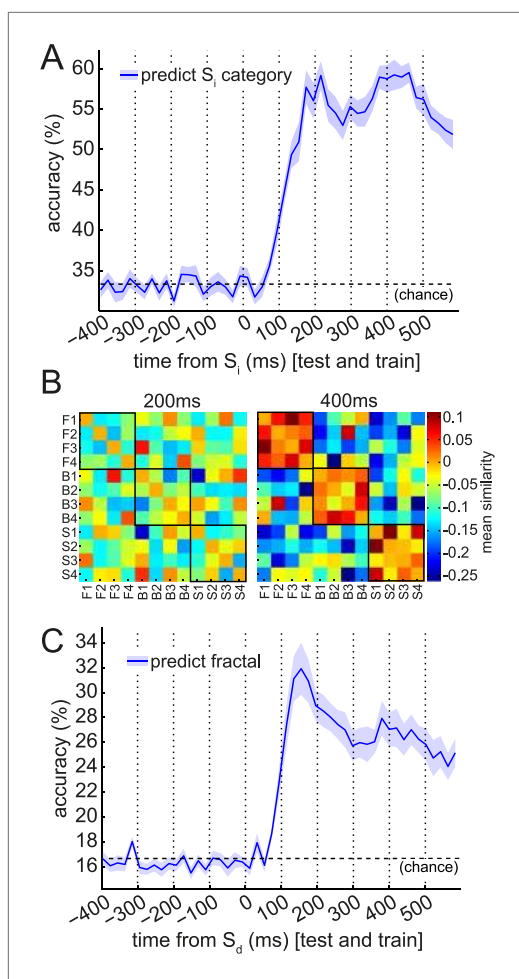 A
predict Si category
60
55
50
45
40
35
accuracy (%)
(chance)
−400 −300 −200 −100 0 100 200 300 400 500
time from Si (ms) [test and train]
B
200ms 400ms
F1
F2
F3
F4
B1
B2
B3
B4
S1
S2
S3
S4
F1 F2 F3 F4 B1 B2 B3 B4 S1 S2 S3 S4
F1 F2 F3 F4 B1 B2 B3 B4 S1 S2 S3 S4
0.1
0.05
0
-0.05
-0.1
-0.15
-0.2
-0.25
mean similarity
C
predict fractal
34
32
30
28
26
24
22
20
18
16
accuracy (%)
(chance)
−400 −300 −200 −100 0 100 200 300 400 500
time from Sd (ms) [test and train]